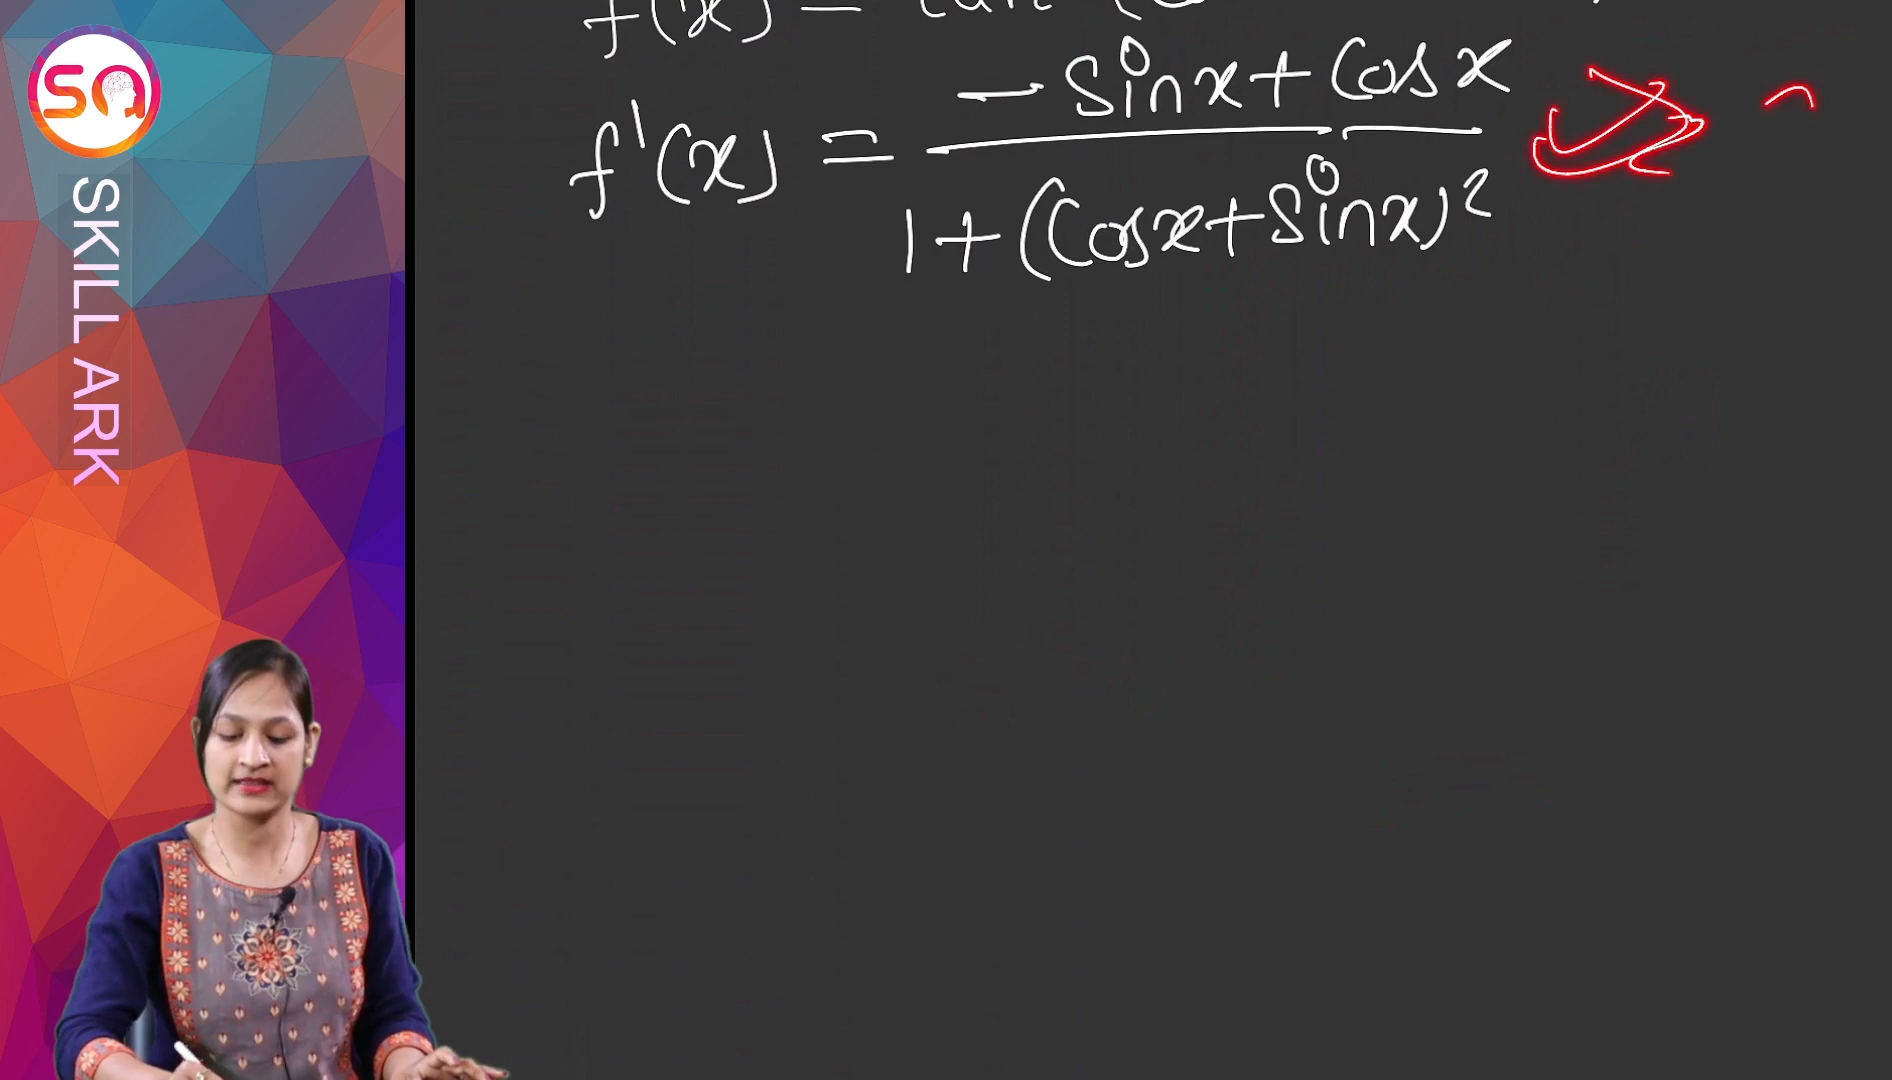 SKILL ARK
f(x) =
f'(x) = -Sinx+Cosx / 1+(Cosx+Sinx)²